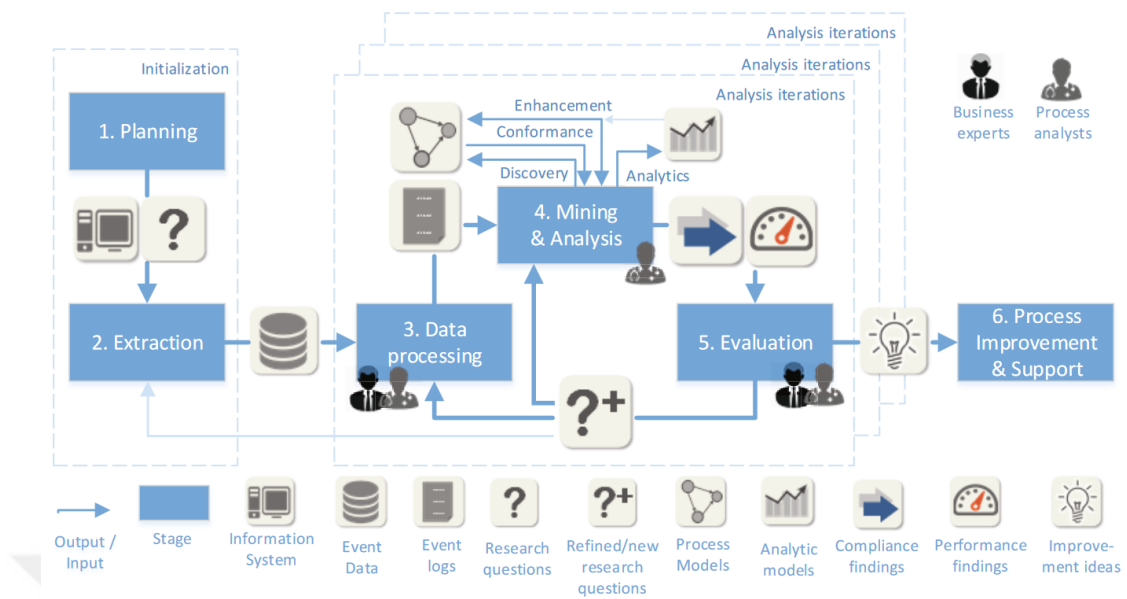 Analysis iterations
Analysis iterations
Analysis iterations
Initialization
1. Planning
2. Extraction
Enhancement
Conformance
Discovery
Analytics
4. Mining
& Analysis
3. Data
processing
5. Evaluation
6. Process
Improvement
& Support
Business
experts
Process
analysts
?
?+
Output /
Input
Stage
Information
System
Event
Data
Event
logs
?
Research
questions
?+
Refined/new
research
questions
Process
Models
Analytic
models
Compliance
findings
Performance
findings
Improve-
ment ideas